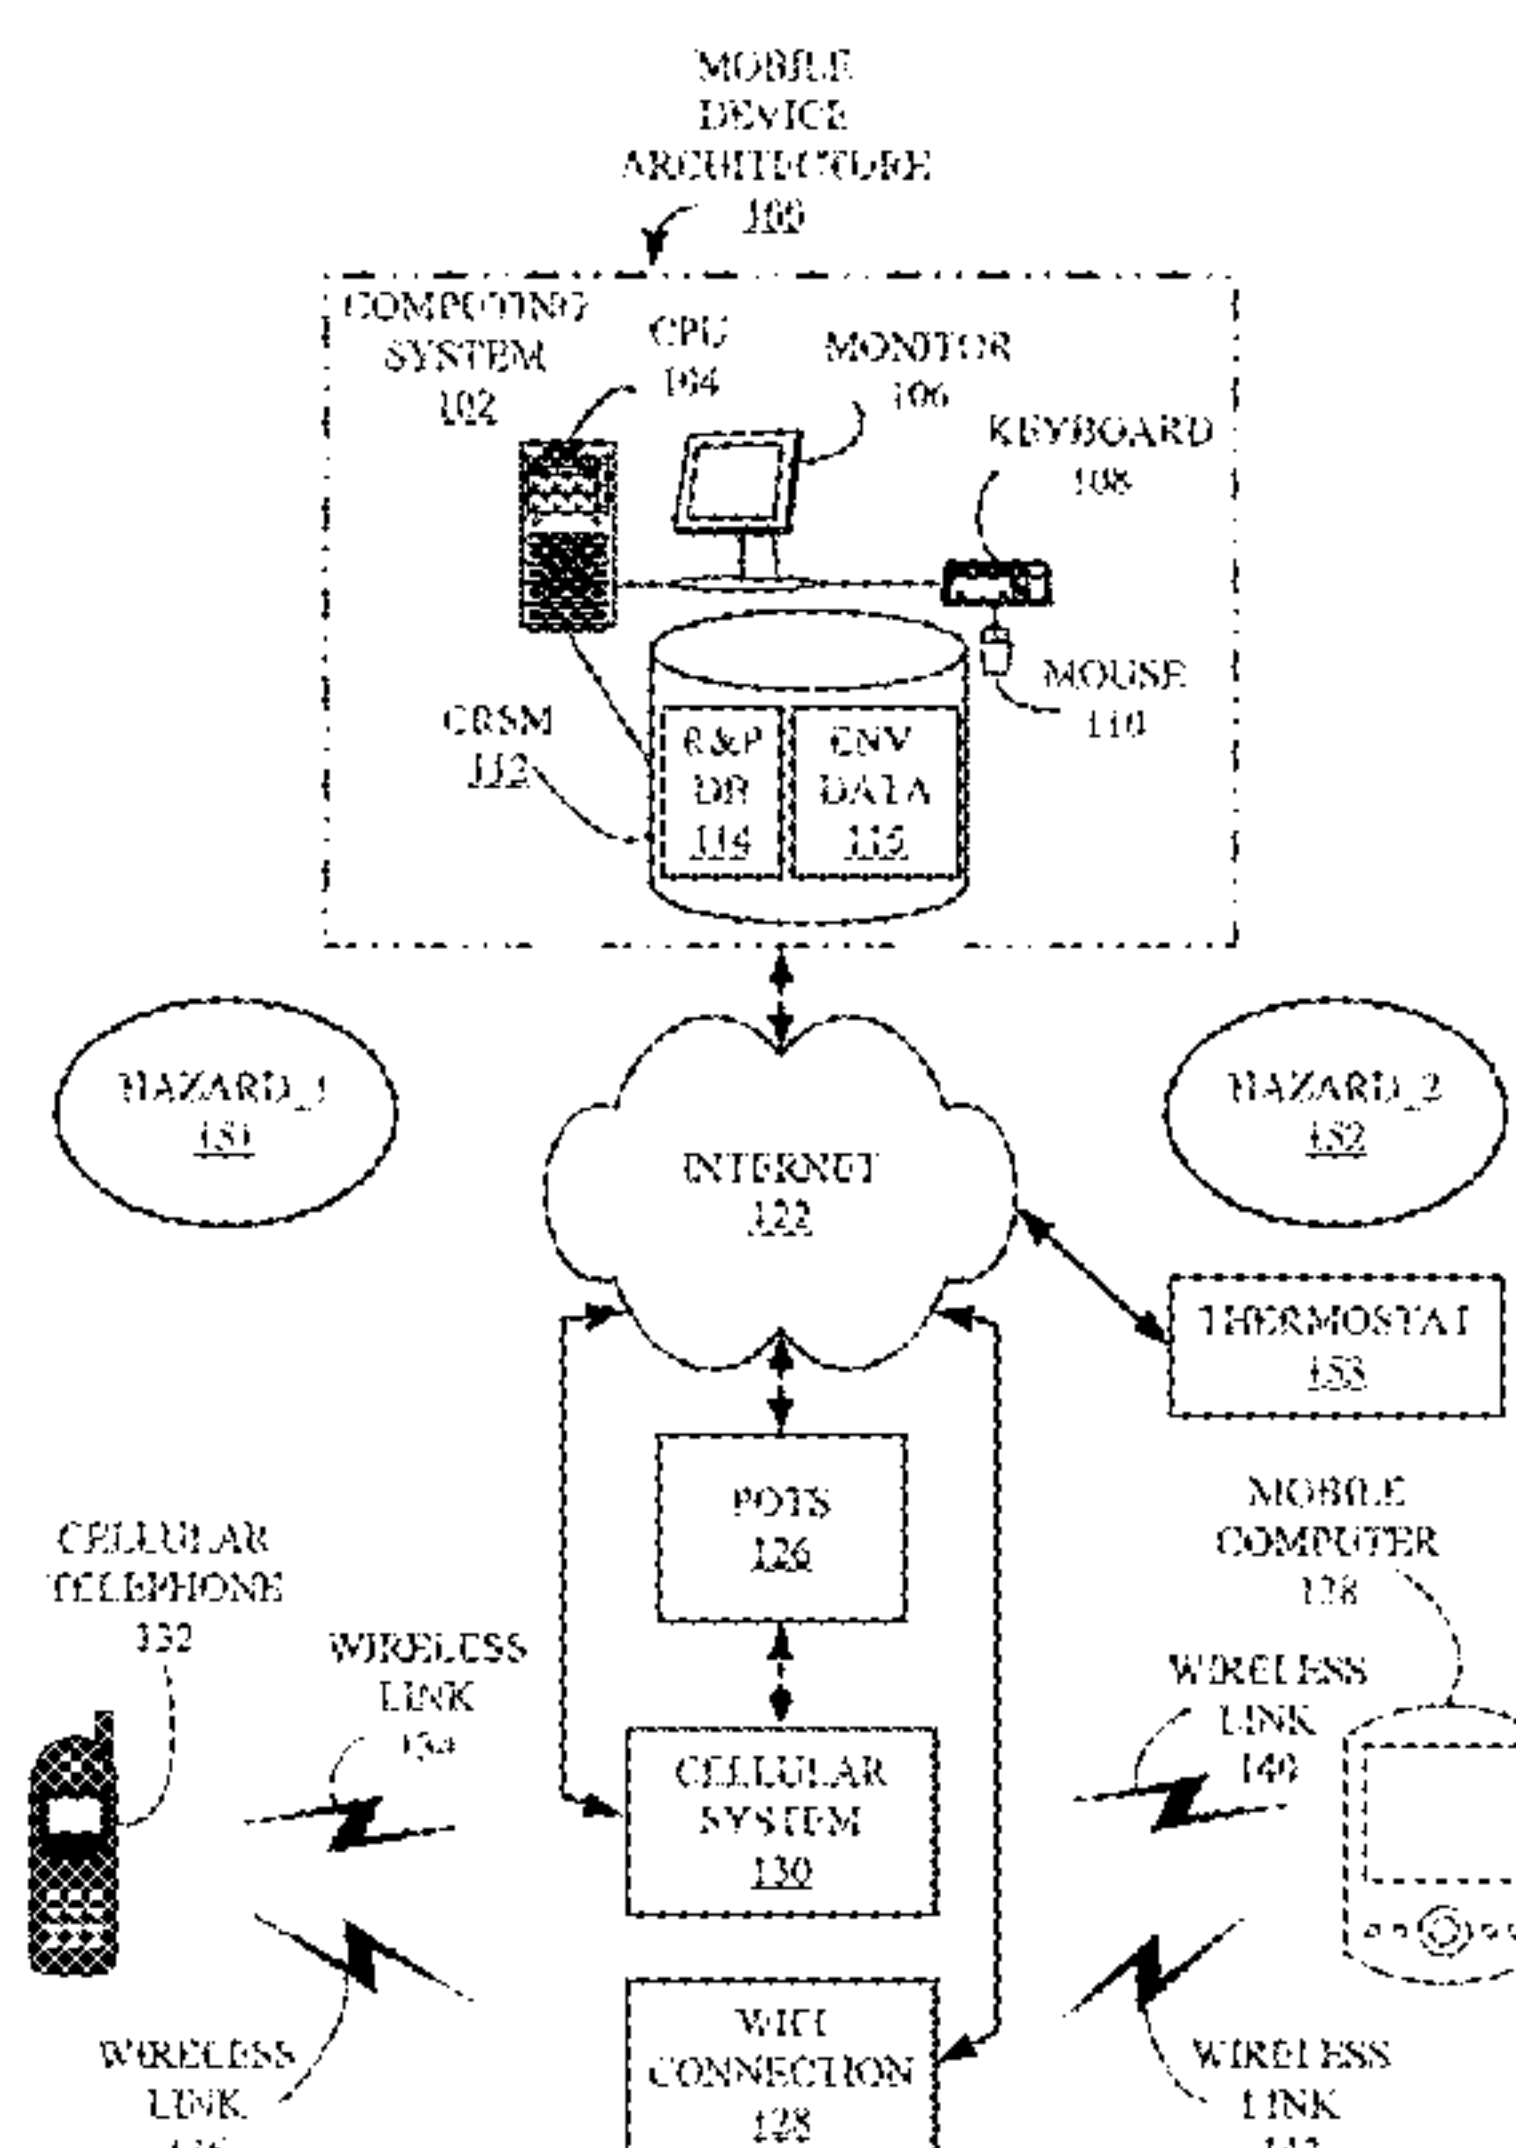 MOBILE
DEVICE
ARCHITECTURE
100
COMPUTING
SYSTEM
102
CPU
104
MONITOR
106
KEYBOARD
108
MOUSE
110
CRSM
112
R&P
DB
114
ENV
DATA
115
HAZARD_1
151
HAZARD_2
152
INTERNET
122
THERMOSTAT
153
POTS
126
MOBILE
COMPUTER
138
CELLULAR
TELEPHONE
132
WIRELESS
LINK
134
WIRELESS
LINK
140
CELLULAR
SYSTEM
130
WIFI
CONNECTION
128
WIRELESS
LINK
WIRELESS
LINK